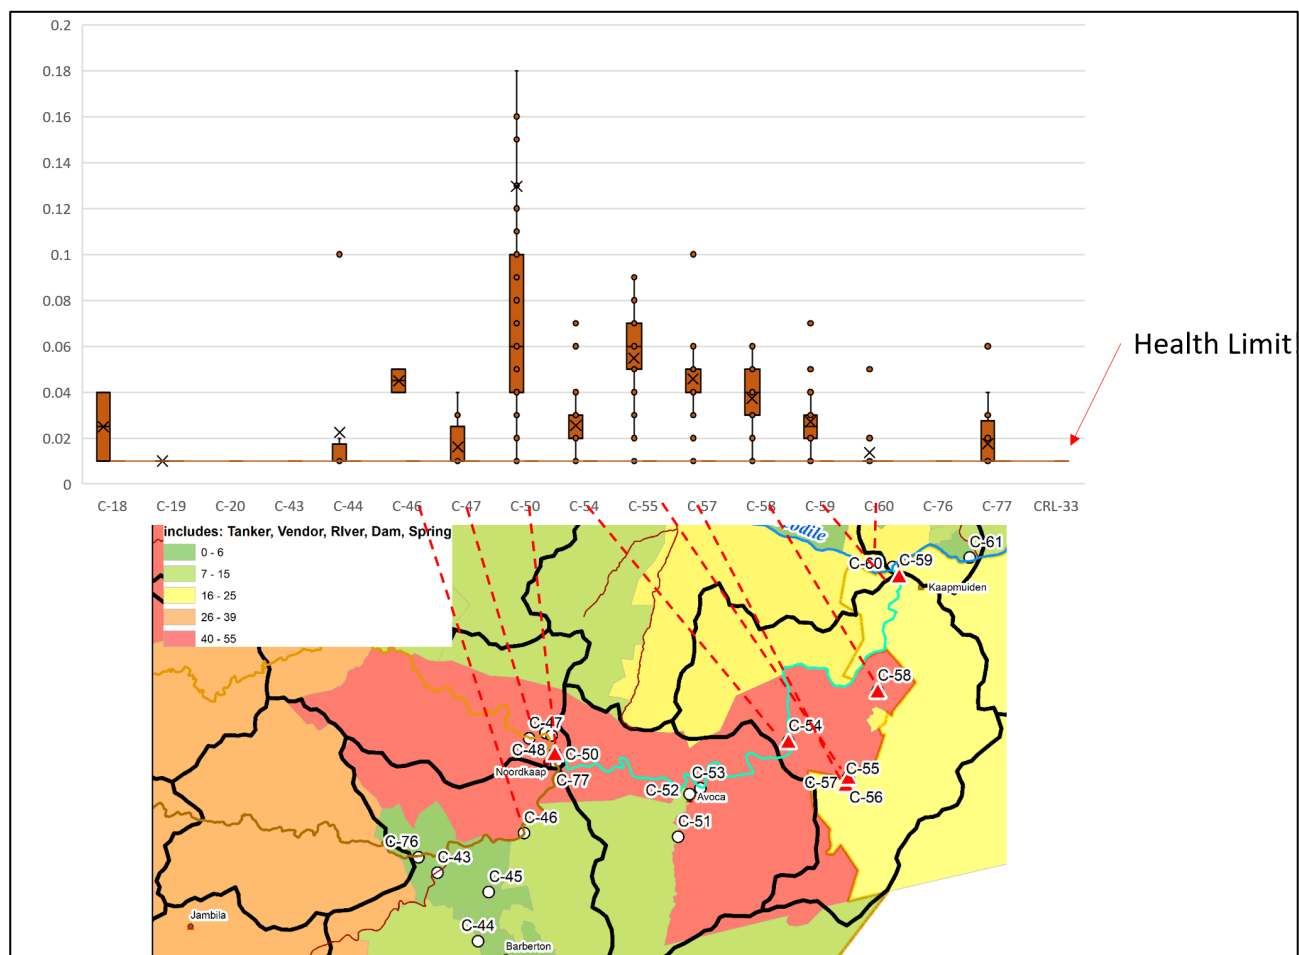 0.2
0.18
0.16
0.14
0.12
0.1
0.08
0.06
0.04
0.02
0
Health Limit
C-18 C-19 C-20 C-43 C-44 C-46 C-47 C-50 C-54 C-55 C-57 C-58 C-59 C-60 C-76 C-77 CRL-33
includes: Tanker, Vendor, RIver, Dam, Spring
0 - 6
7 - 15
16 - 25
26 - 39
40 - 55
odile
C-61
C-60
C-59
Kaapmuiden
C-58
C-47
C-54
C-48
C-50
Noordkaap
C-77
C-53
C-55
C-52
Avoca
C-57
C-56
C-46
C-51
C-76
C-43
C-45
Jambila
C-44
Barberton